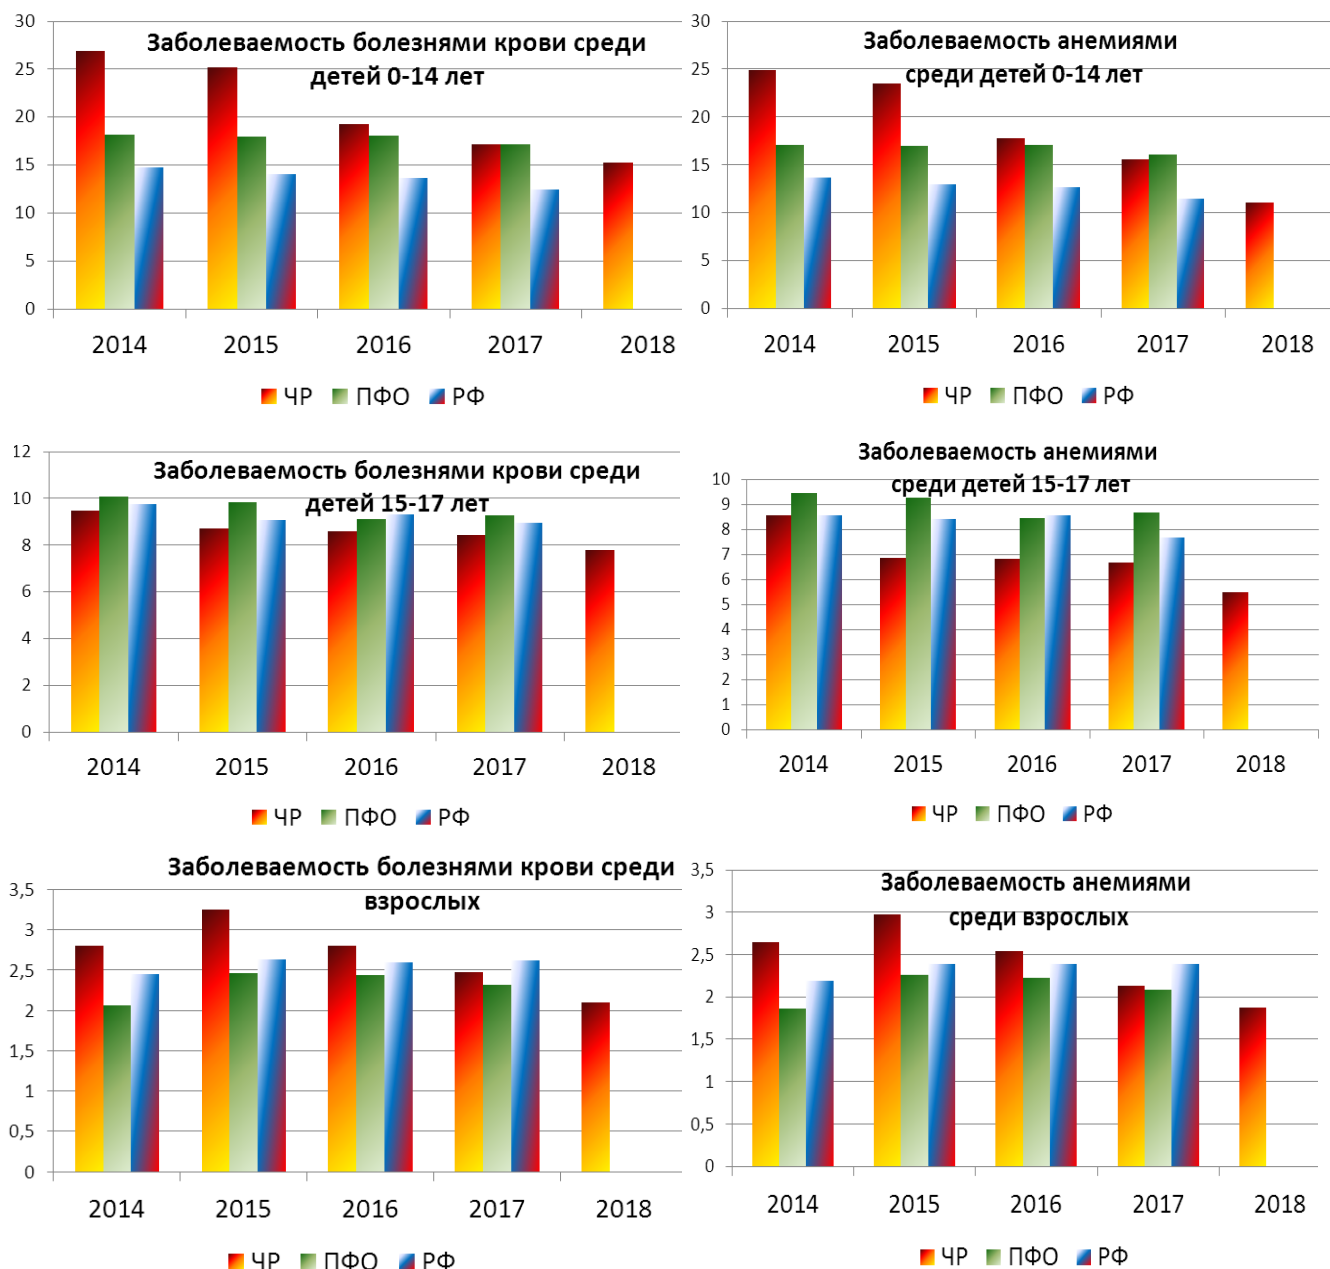 Заболеваемость болезнями крови среди
детей 0-14 лет
30
25
20
15
10
5
0
2014 2015 2016 2017 2018
ЧР ПФО РФ
Заболеваемость анемиями
среди детей 0-14 лет
30
25
20
15
10
5
0
2014 2015 2016 2017 2018
ЧР ПФО РФ
Заболеваемость болезнями крови среди
детей 15-17 лет
12
10
8
6
4
2
0
2014 2015 2016 2017 2018
ЧР ПФО РФ
Заболеваемость анемиями
среди детей 15-17 лет
10
9
8
7
6
5
4
3
2
1
0
2014 2015 2016 2017 2018
ЧР ПФО РФ
Заболеваемость болезнями крови среди
взрослых
3,5
3
2,5
2
1,5
1
0,5
0
2014 2015 2016 2017 2018
ЧР ПФО РФ
Заболеваемость анемиями
среди взрослых
3,5
3
2,5
2
1,5
1
0,5
0
2014 2015 2016 2017 2018
ЧР ПФО РФ